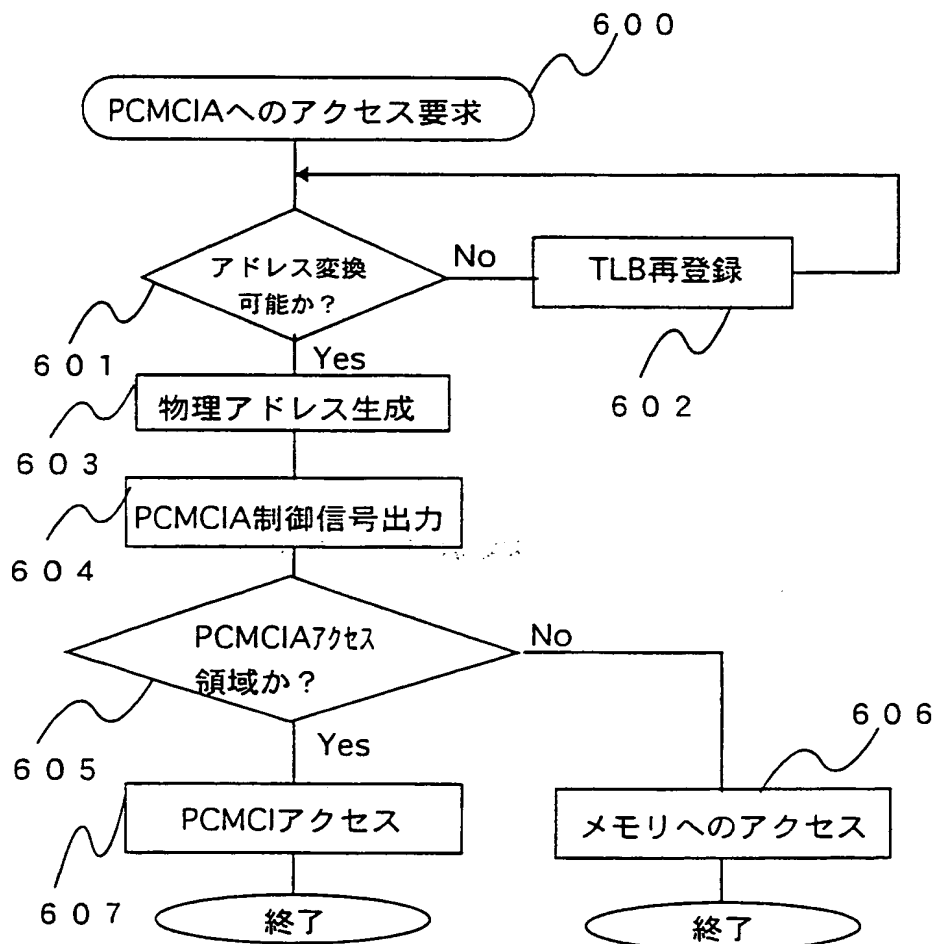 ６００
PCMCIAへのアクセス要求
アドレス変換
可能か？
No
TLB再登録
６０１
Yes
６０２
物理アドレス生成
６０３
PCMCIA制御信号出力
６０４
PCMCIAｱｸｾｽ
領域か？
No
６０５
Yes
６０６
PCMCIアクセス
メモリへのアクセス
６０７
終了
終了